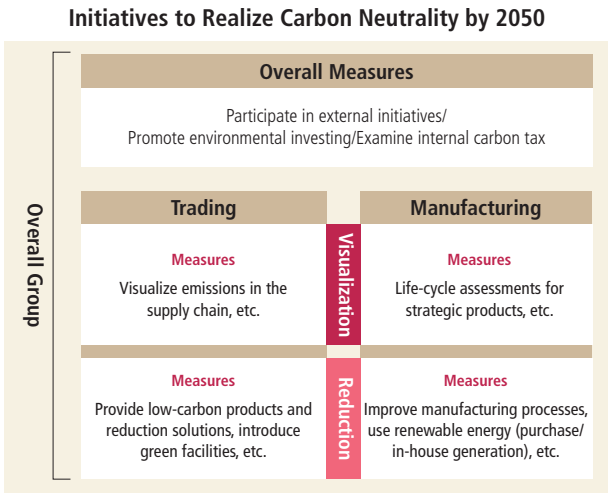 Initiatives to Realize Carbon Neutrality by 2050
Overall Group
Overall Measures
Participate in external initiatives/
Promote environmental investing/Examine internal carbon tax
Trading
Manufacturing
Visualization
Measures
Visualize emissions in the
supply chain, etc.
Measures
Life-cycle assessments for
strategic products, etc.
Reduction
Measures
Provide low-carbon products and
reduction solutions, introduce
green facilities, etc.
Measures
Improve manufacturing processes,
use renewable energy (purchase/
in-house generation), etc.